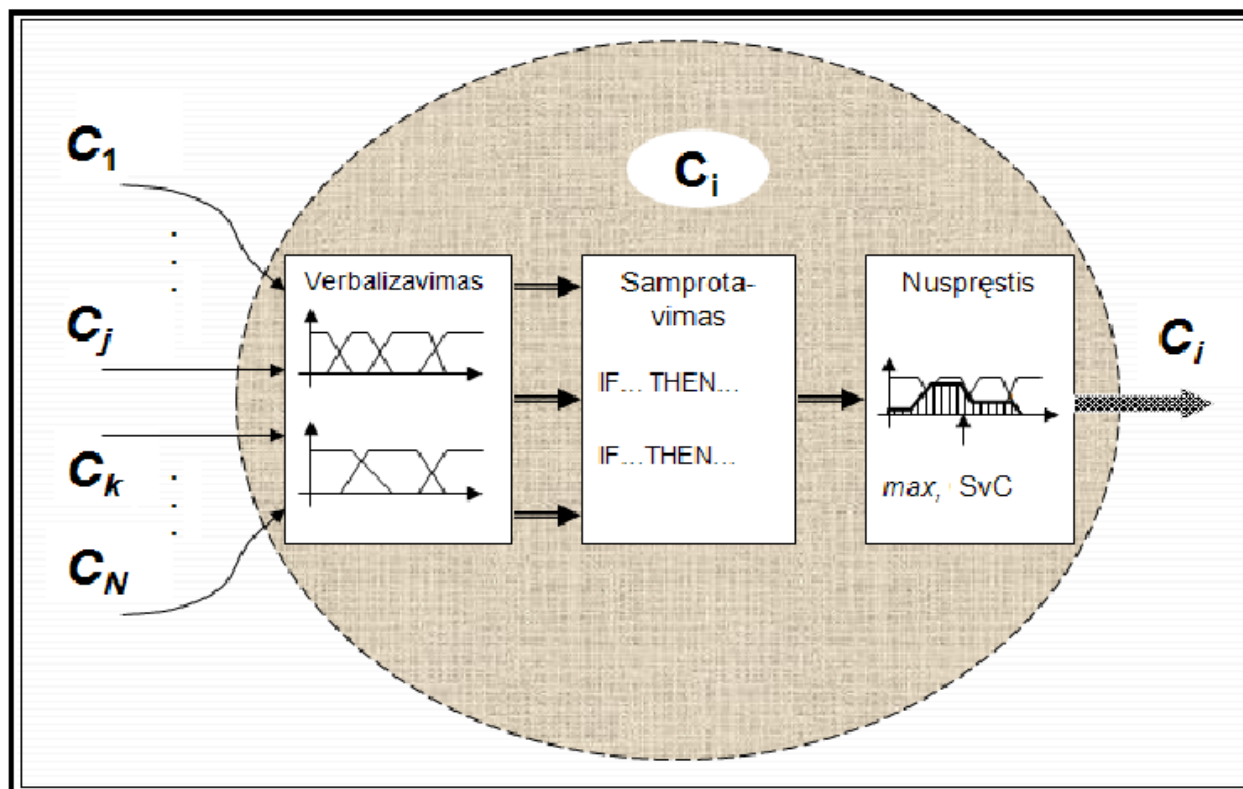 C1
Cj
Ck
CN
Ci
Verbalizavimas
Samprota-
vimas
IF... THEN...
IF...THEN...
Nuspręstis
max, SvC
Ci